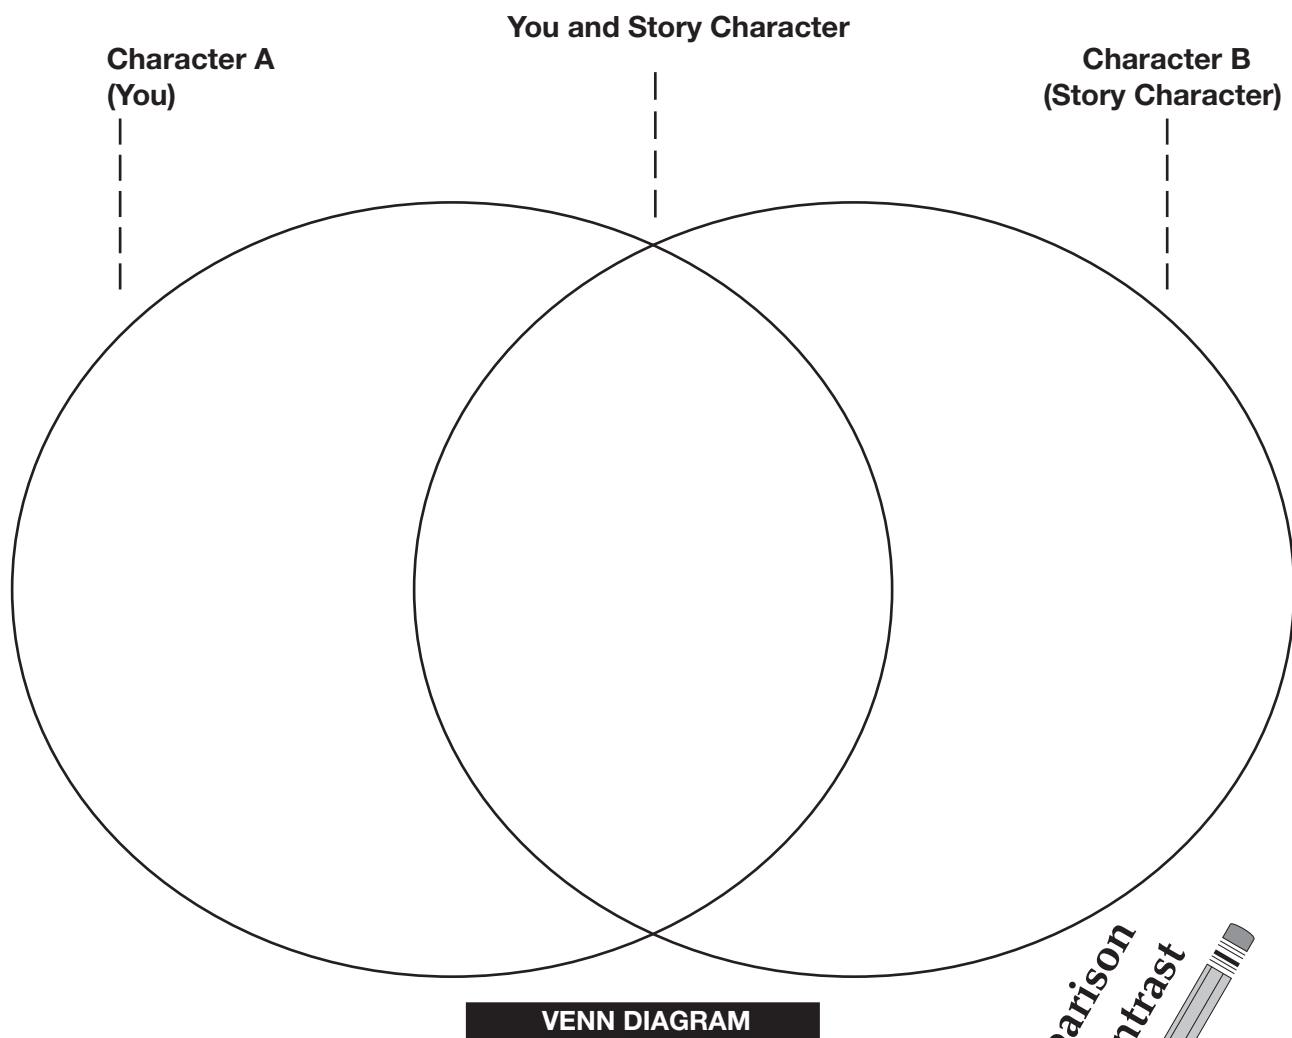 You and Story Character
Character A
(You)
Character B
(Story Character)
VENN DIAGRAM